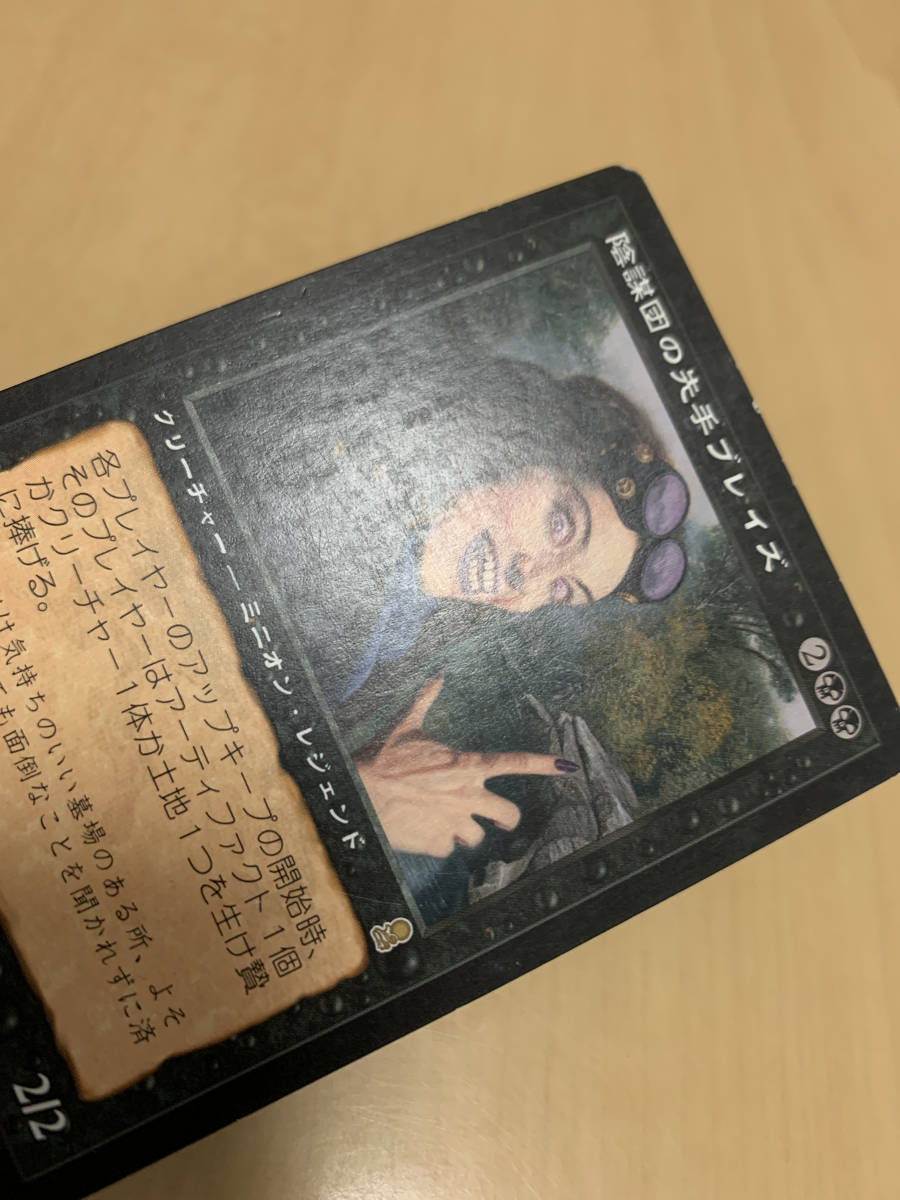 陰謀団の先手ブレイズ
2
クリーチャー ― ミニオン・レジェンド
各プレイヤーのアップキープの開始時、
そのプレイヤーはアーティファクト1個
かクリーチャー1体か土地1つを生け贄
に捧げる。
け気持ちのいい墓場のある所、よそ
も面倒なことを聞かれずに済
2/2